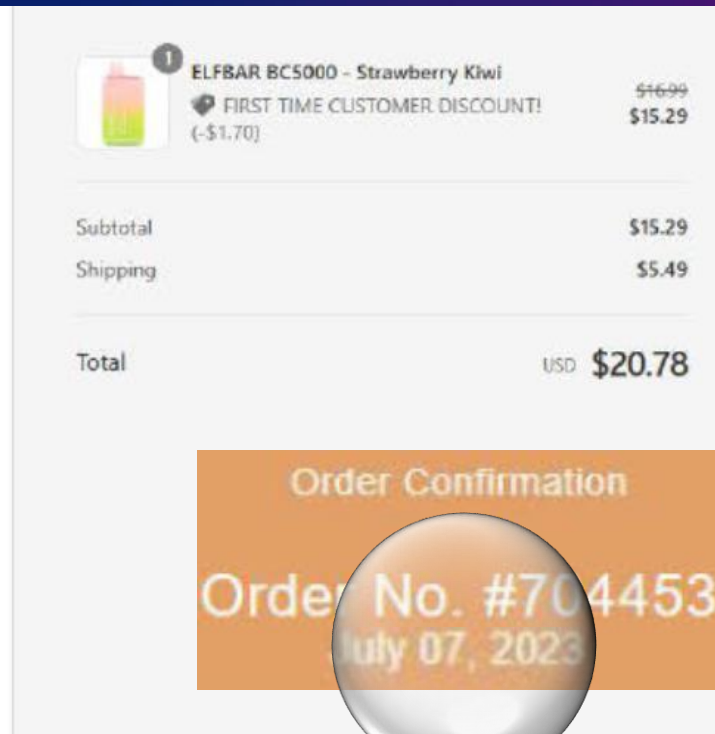 1
ELFBAR BC5000 - Strawberry Kiwi
FIRST TIME CUSTOMER DISCOUNT!
(-$1.70)
$16.99
$15.29
Subtotal $15.29
Shipping $5.49
Total USD $20.78
Order Confirmation
Order No. #704453
July 07, 2023